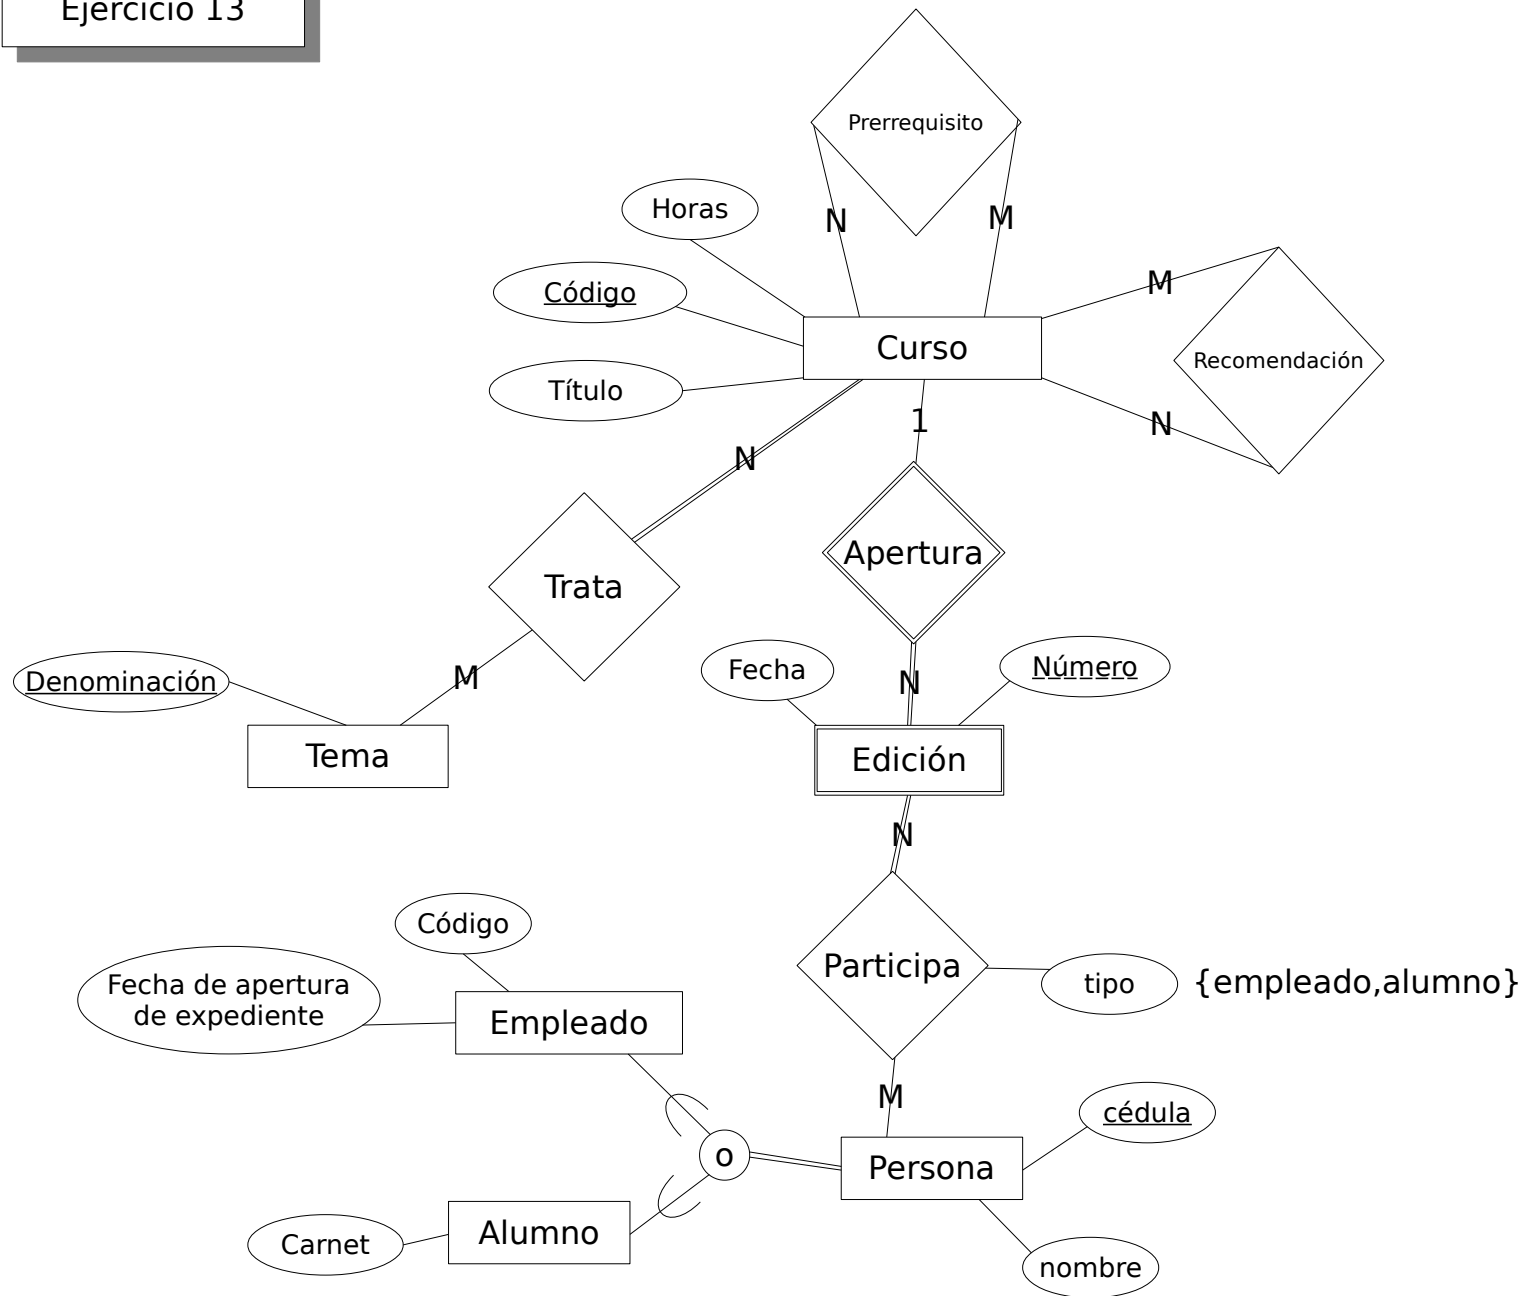 Ejercicio 13
Prerrequisito
Horas
N
M
Código
M
Curso
Recomendación
Título
1
N
N
Apertura
Trata
Fecha
Número
Denominación
M
N
Tema
Edición
N
Código
Participa
Fecha de apertura
de expediente
tipo
{empleado,alumno}
Empleado
M
cédula
o
Persona
Alumno
Carnet
nombre